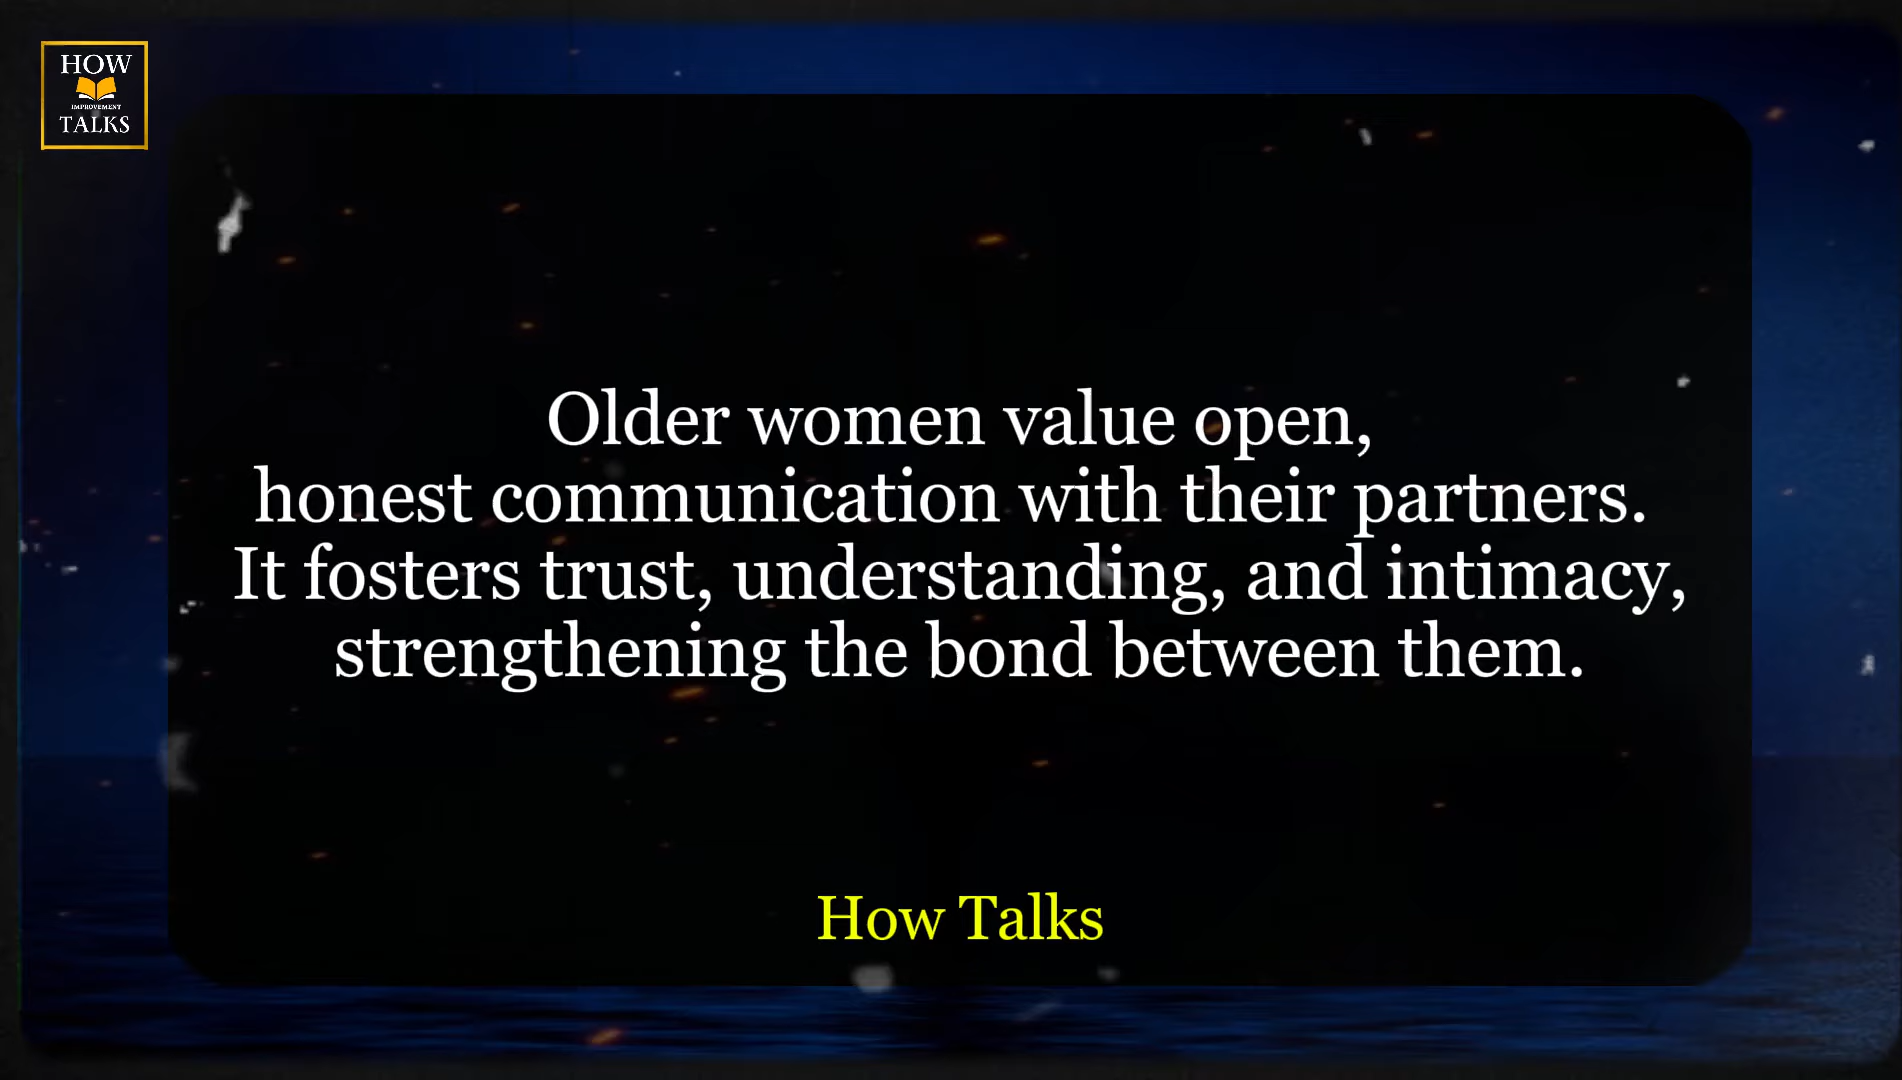 HOW
IMPROVEMENT
TALKS
Older women value open,
honest communication with their partners.
It fosters trust, understanding, and intimacy,
strengthening the bond between them.
How Talks